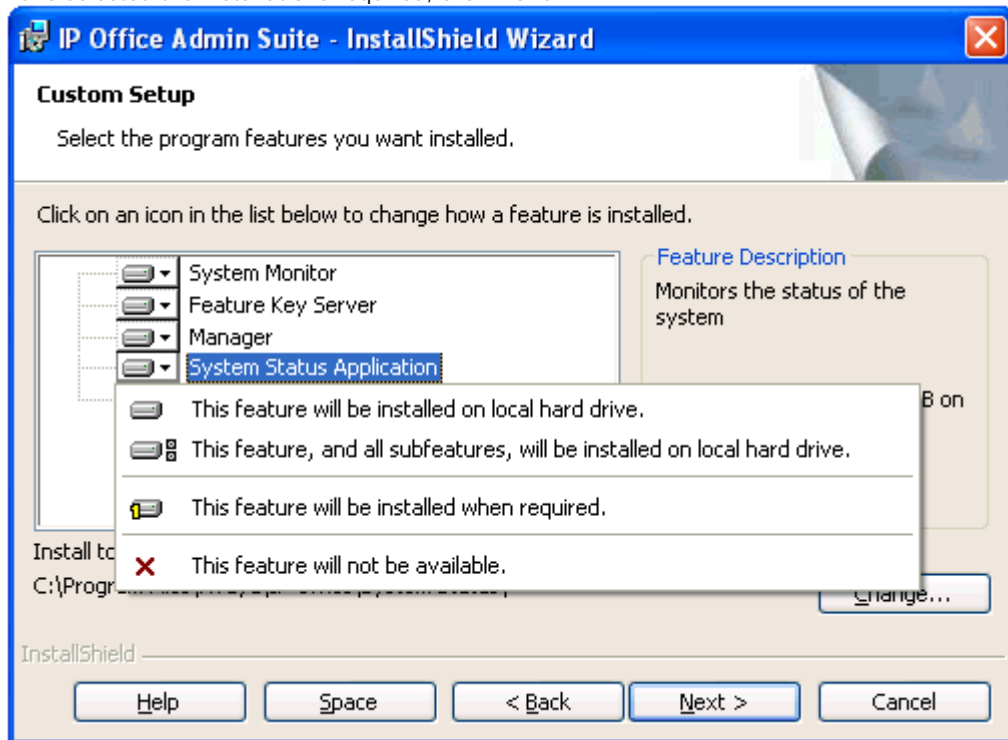 IP Office Admin Suite - InstallShield Wizard
Custom Setup
Select the program features you want installed.
Click on an icon in the list below to change how a feature is installed.
System Monitor
Feature Key Server
Manager
System Status Application
Feature Description
Monitors the status of the
system
B on
This feature will be installed on local hard drive.
This feature, and all subfeatures, will be installed on local hard drive.
This feature will be installed when required.
This feature will not be available.
Install to
C:\Progr
Change...
InstallShield
Help
Space
< Back
Next >
Cancel